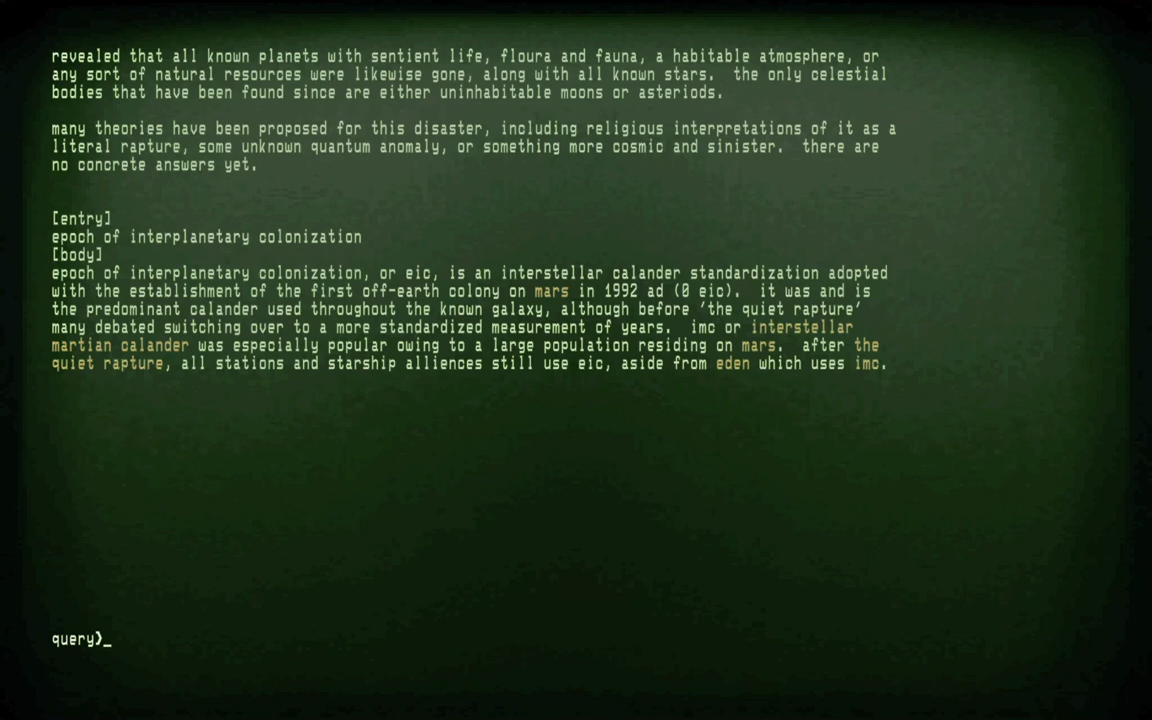 revealed that all known planets with sentient life, floura and fauna, a habitable atmosphere, or
any sort of natural resources were likewise gone, along with all known stars.  the only celestial
bodies that have been found since are either uninhabitable moons or asteriods.
many theories have been proposed for this disaster, including religious interpretations of it as a
literal rapture, some unknown quantum anomaly, or something more cosmic and sinister.  there are
no concrete answers yet.
[entry]
epoch of interplanetary colonization
[body]
epoch of interplanetary colonization, or eic, is an interstellar calander standardization adopted
with the establishment of the first off-earth colony on mars in 1992 ad (0 eic).  it was and is
the predominant calander used throughout the known galaxy, although before 'the quiet rapture'
many debated switching over to a more standardized measurement of years.  imc or interstellar
martian calander was especially popular owing to a large population residing on mars.  after the
quiet rapture, all stations and starship alliences still use eic, aside from eden which uses imc.
query}_